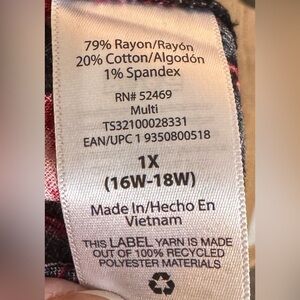 79% Rayon/Rayón
20% Cotton/Algodón
1% Spandex
RN# 52469
Multi
TS32100028331
EAN/UPC 1 9350800518
1X
(16W-18W)
Made In/Hecho En
Vietnam
THIS LABEL YARN IS MADE
OUT OF 100% RECYCLED
POLYESTER MATERIALS